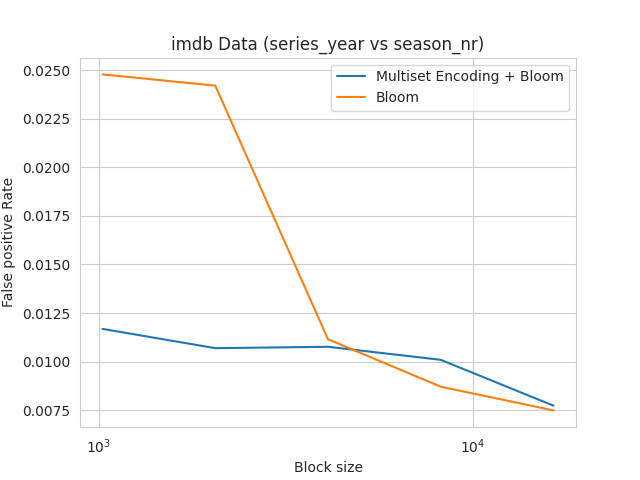 imdb Data (series_year vs season_nr)
Multiset Encoding + Bloom
Bloom
False positive Rate
0.0250
0.0225
0.0200
0.0175
0.0150
0.0125
0.0100
0.0075
10³
10⁴
Block size